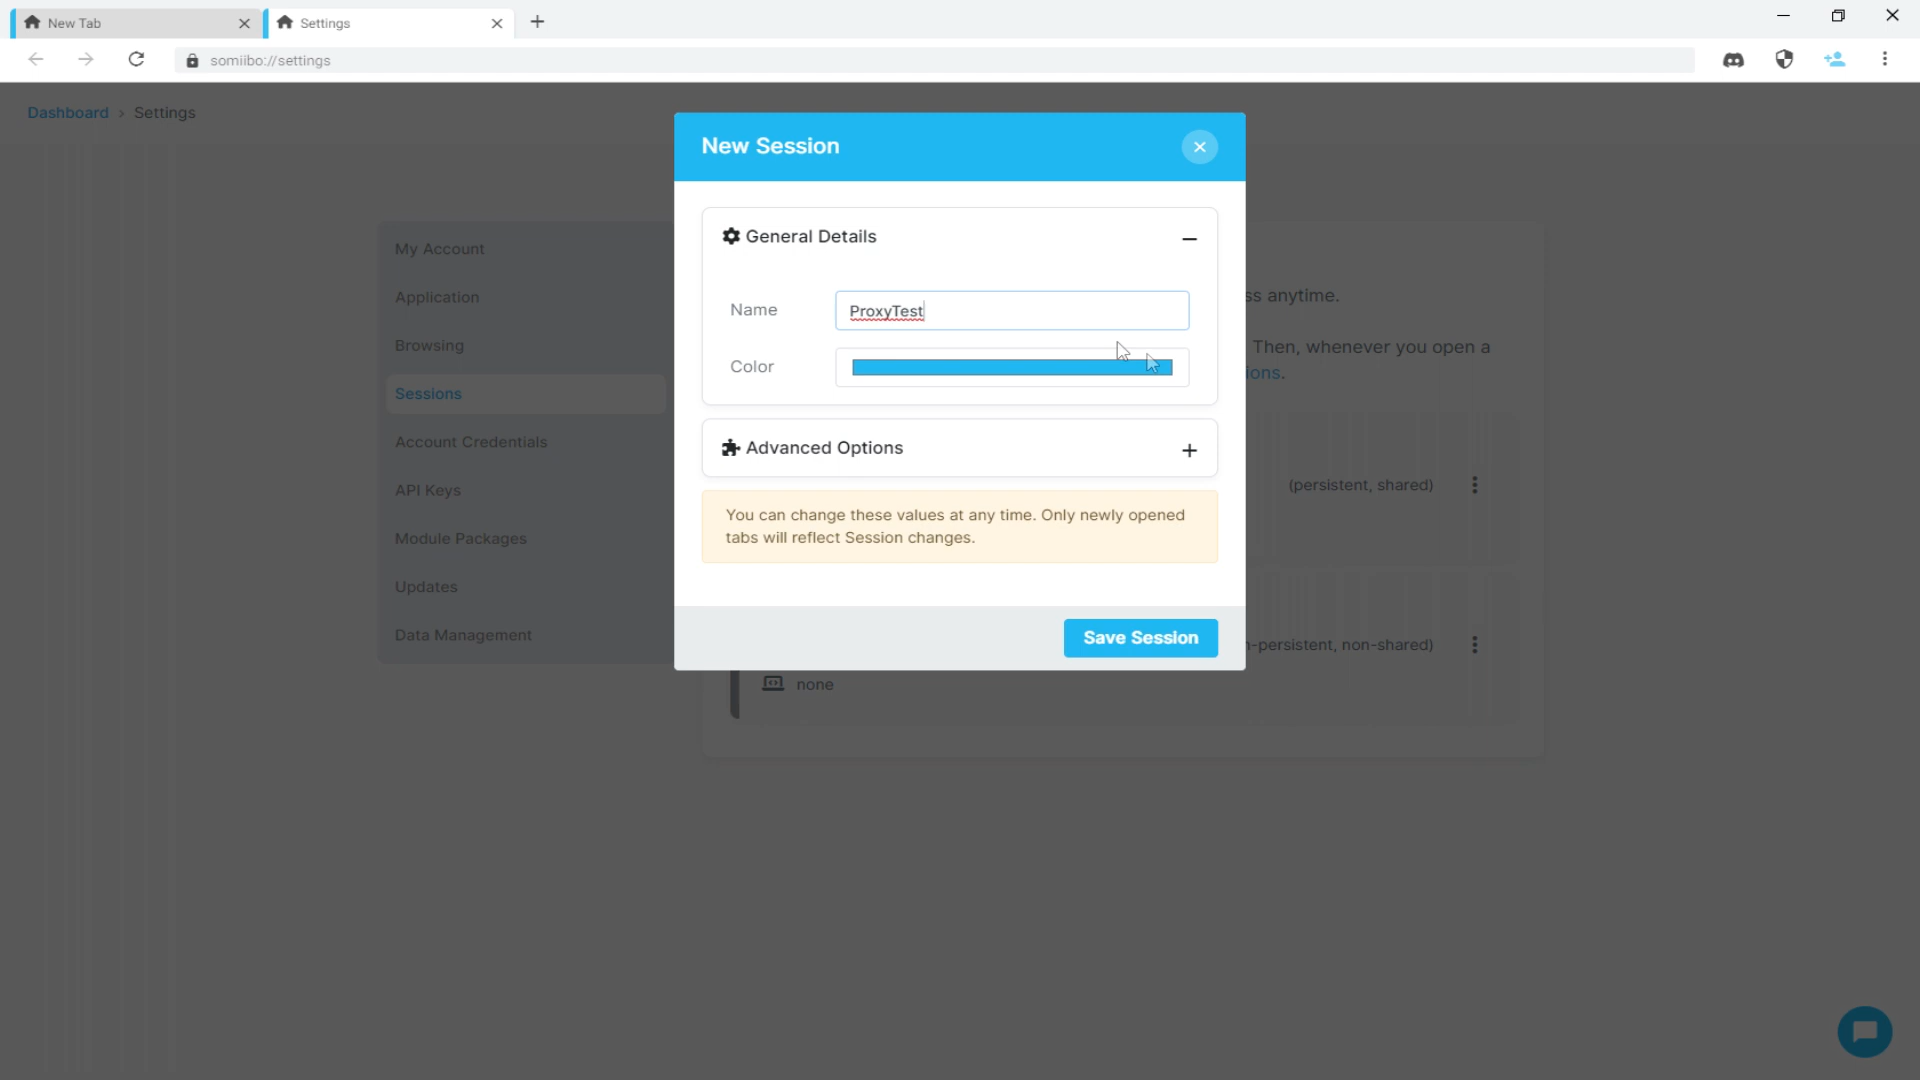 New Tab
Settings
somiibo://settings
Dashboard > Settings
New Session
General Details
Name
ProxyTest
Color
Advanced Options
You can change these values at any time. Only newly opened
tabs will reflect Session changes.
Save Session
My Account
Application
Browsing
Sessions
Account Credentials
API Keys
Module Packages
Updates
Data Management
ss anytime.
Then, whenever you open a
ions.
(persistent, shared)
n-persistent, non-shared)
none